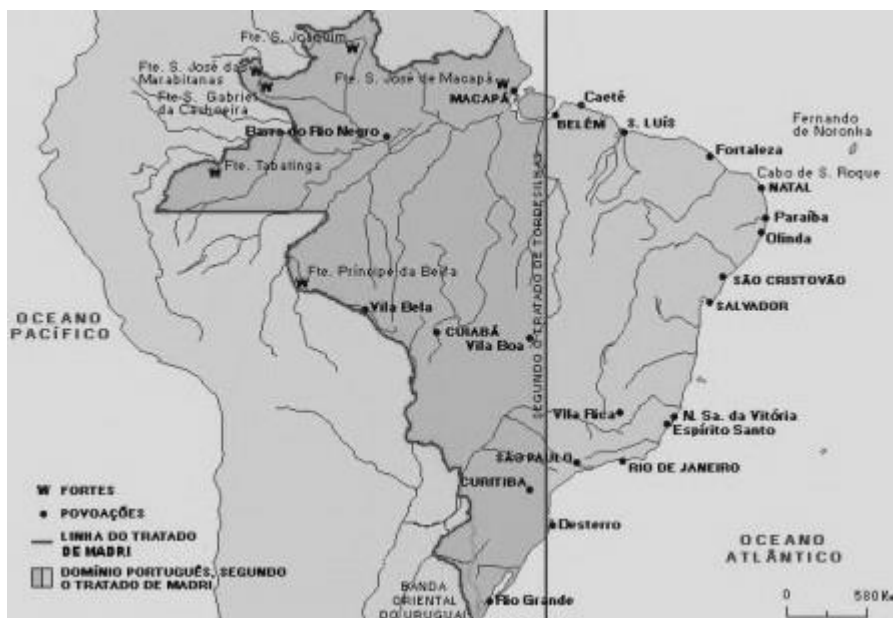 Fte. S. Joaquim
Fte. S. José das
Marabitanas
Fte. S. José de Macapá
Fte. S. Gabriel
da Cachoeira
MACAPÁ
Caeté
BELÉM
S. LUÍS
Fernando
de Noronha
Barra do Rio Negro
Fortaleza
Fte. Tabatinga
Cabo de S. Roque
NATAL
Paraíba
Olinda
SEGUNDO O TRATADO DE TORDESILHAS
Fte. Príncipe da Beira
SÃO CRISTOVÃO
SALVADOR
OCEANO
PACÍFICO
Vila Bela
CUIABÁ
Vila Boa
Vila Rica
N. Sa. da Vitória
Espírito Santo
SÃO PAULO
RIO DE JANEIRO
CURITIBA
Desterro
FORTES
POVOAÇÕES
LINHA DO TRATADO
DE MADRI
DOMÍNIO PORTUGUÊS, SEGUNDO
O TRATADO DE MADRI
OCEANO
ATLÂNTICO
BANDA
ORIENTAL
DO URUGUAI
Rio Grande
0 580 K